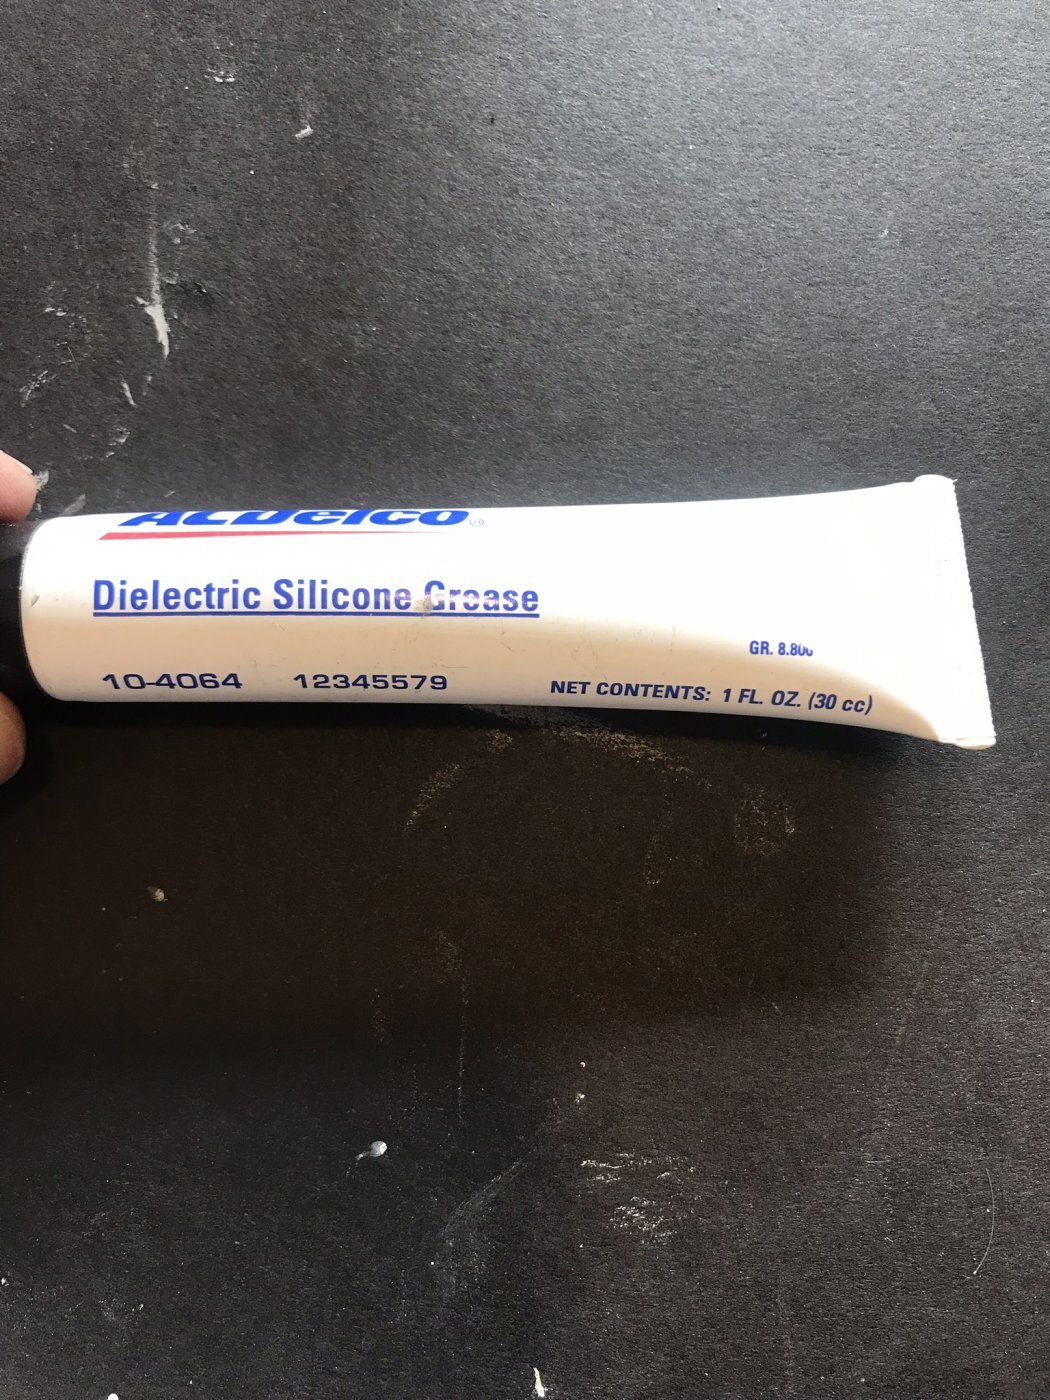 ACDelco®
Dielectric Silicone Grease
GR. 8.800
10-4064 12345579 NET CONTENTS: 1 FL. OZ. (30 cc)